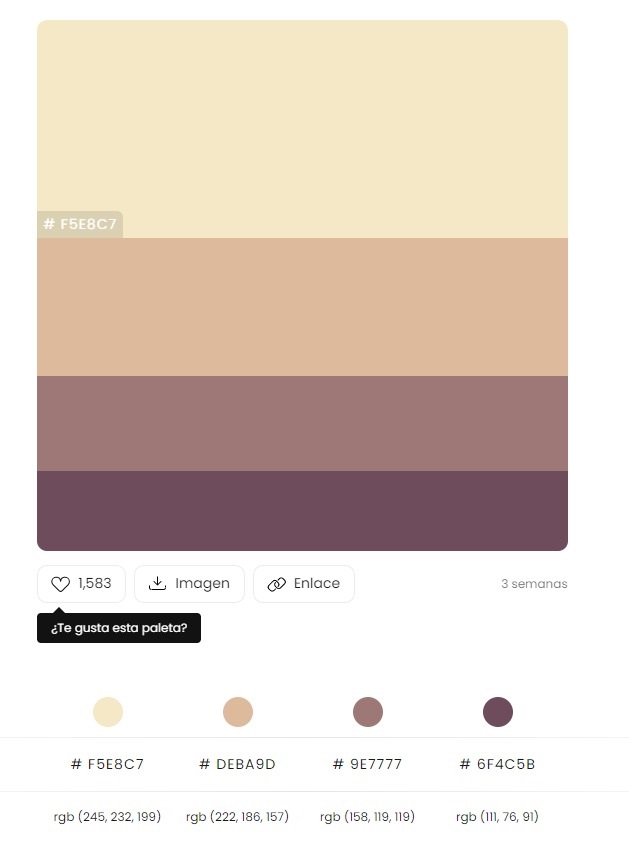 # F5E8C7
1,583
Imagen
Enlace
3 semanas
¿Te gusta esta paleta?
# F5E8C7
# DEBA9D
# 9E7777
# 6F4C5B
rgb (245, 232, 199)
rgb (222, 186, 157)
rgb (158, 119, 119)
rgb (111, 76, 91)